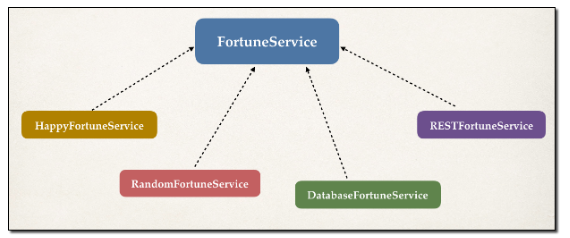 FortuneService
HappyFortuneService
RESTFortuneService
RandomFortuneService
DatabaseFortuneService